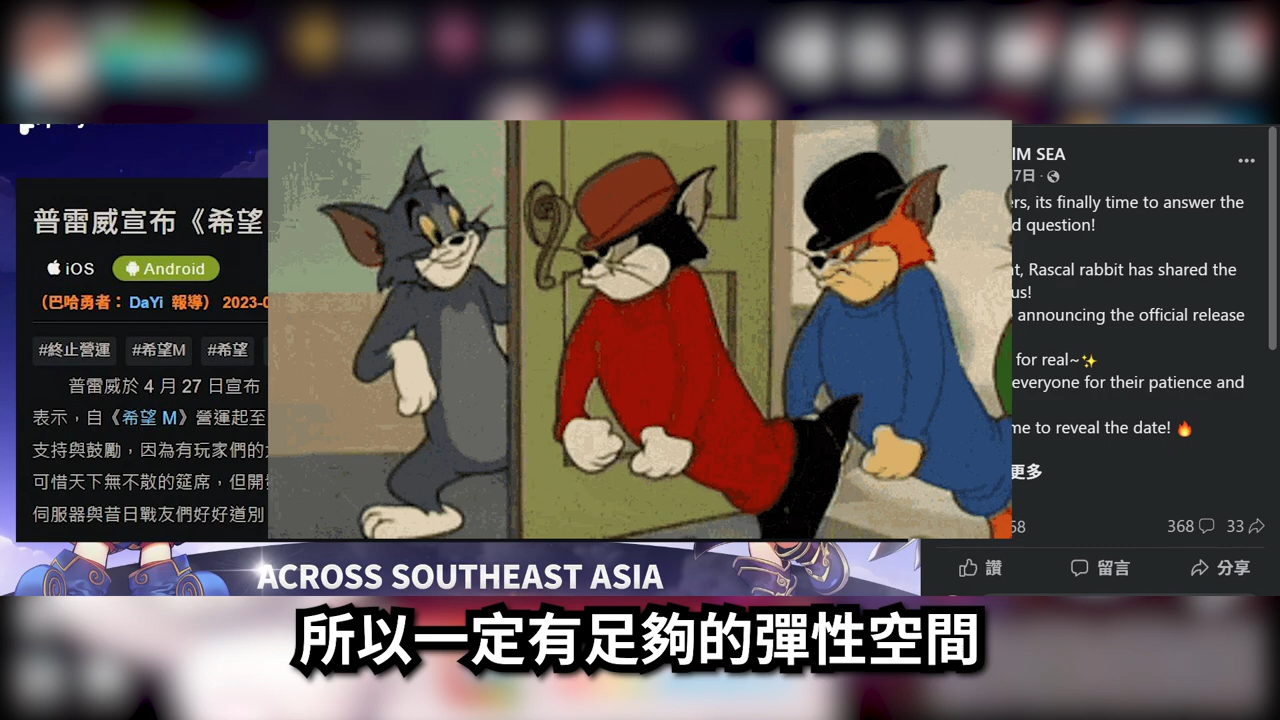 普雷威宣布《希望
iOS
Android
(巴哈勇者: DaYi 報導) 2023-0
#終止營運 #希望M #希望
普雷威於 4 月 27 日宣布
表示,自《希望 M》營運起至
支持與鼓勵,因為有玩家們的
可惜天下無不散的筵席,但開
伺服器與昔日戰友們好好道別
IM SEA
7日 ·
ers, its finally time to answer the
d question!
nt, Rascal rabbit has shared the
us!
announcing the official release
for real~✨
everyone for their patience and
me to reveal the date! 🔥
更多
58
368 33
讚 留言 分享
ACROSS SOUTHEAST ASIA
所以一定有足夠的彈性空間